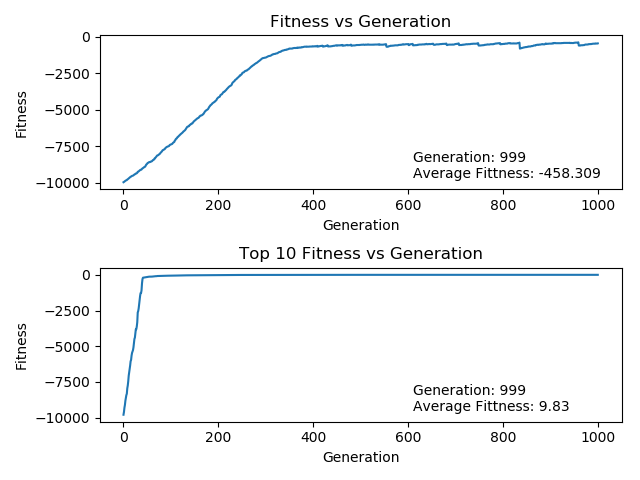 Fitness vs Generation
0
−2500
−5000
−7500
−10000
Fitness
Generation: 999
Average Fittness: -458.309
0 200 400 600 800 1000
Generation
Top 10 Fitness vs Generation
0
−2500
−5000
−7500
−10000
Fitness
Generation: 999
Average Fittness: 9.83
0 200 400 600 800 1000
Generation